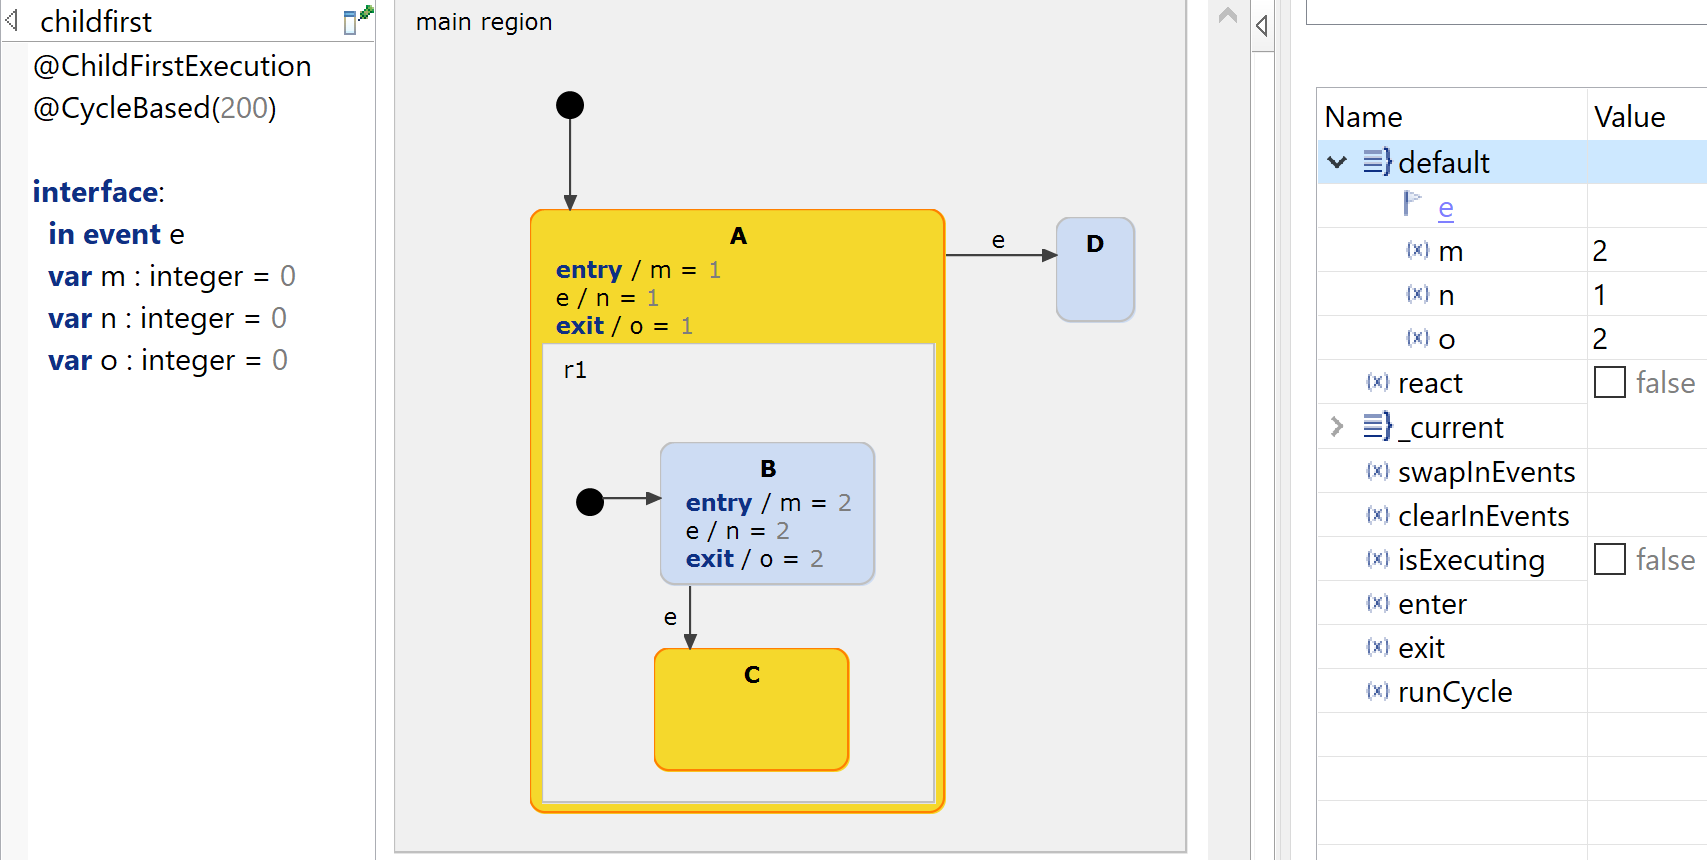 childfirst
@ChildFirstExecution
@CycleBased(200)
interface:
in event e
var m : integer = 0
var n : integer = 0
var o : integer = 0
main region
A
entry / m = 1
e / n = 1
exit / o = 1
e
D
r1
B
entry / m = 2
e / n = 2
exit / o = 2
e
C
Name Value
default
e
(x) m 2
(x) n 1
(x) o 2
(x) react false
_current
(x) swapInEvents
(x) clearInEvents
(x) isExecuting false
(x) enter
(x) exit
(x) runCycle